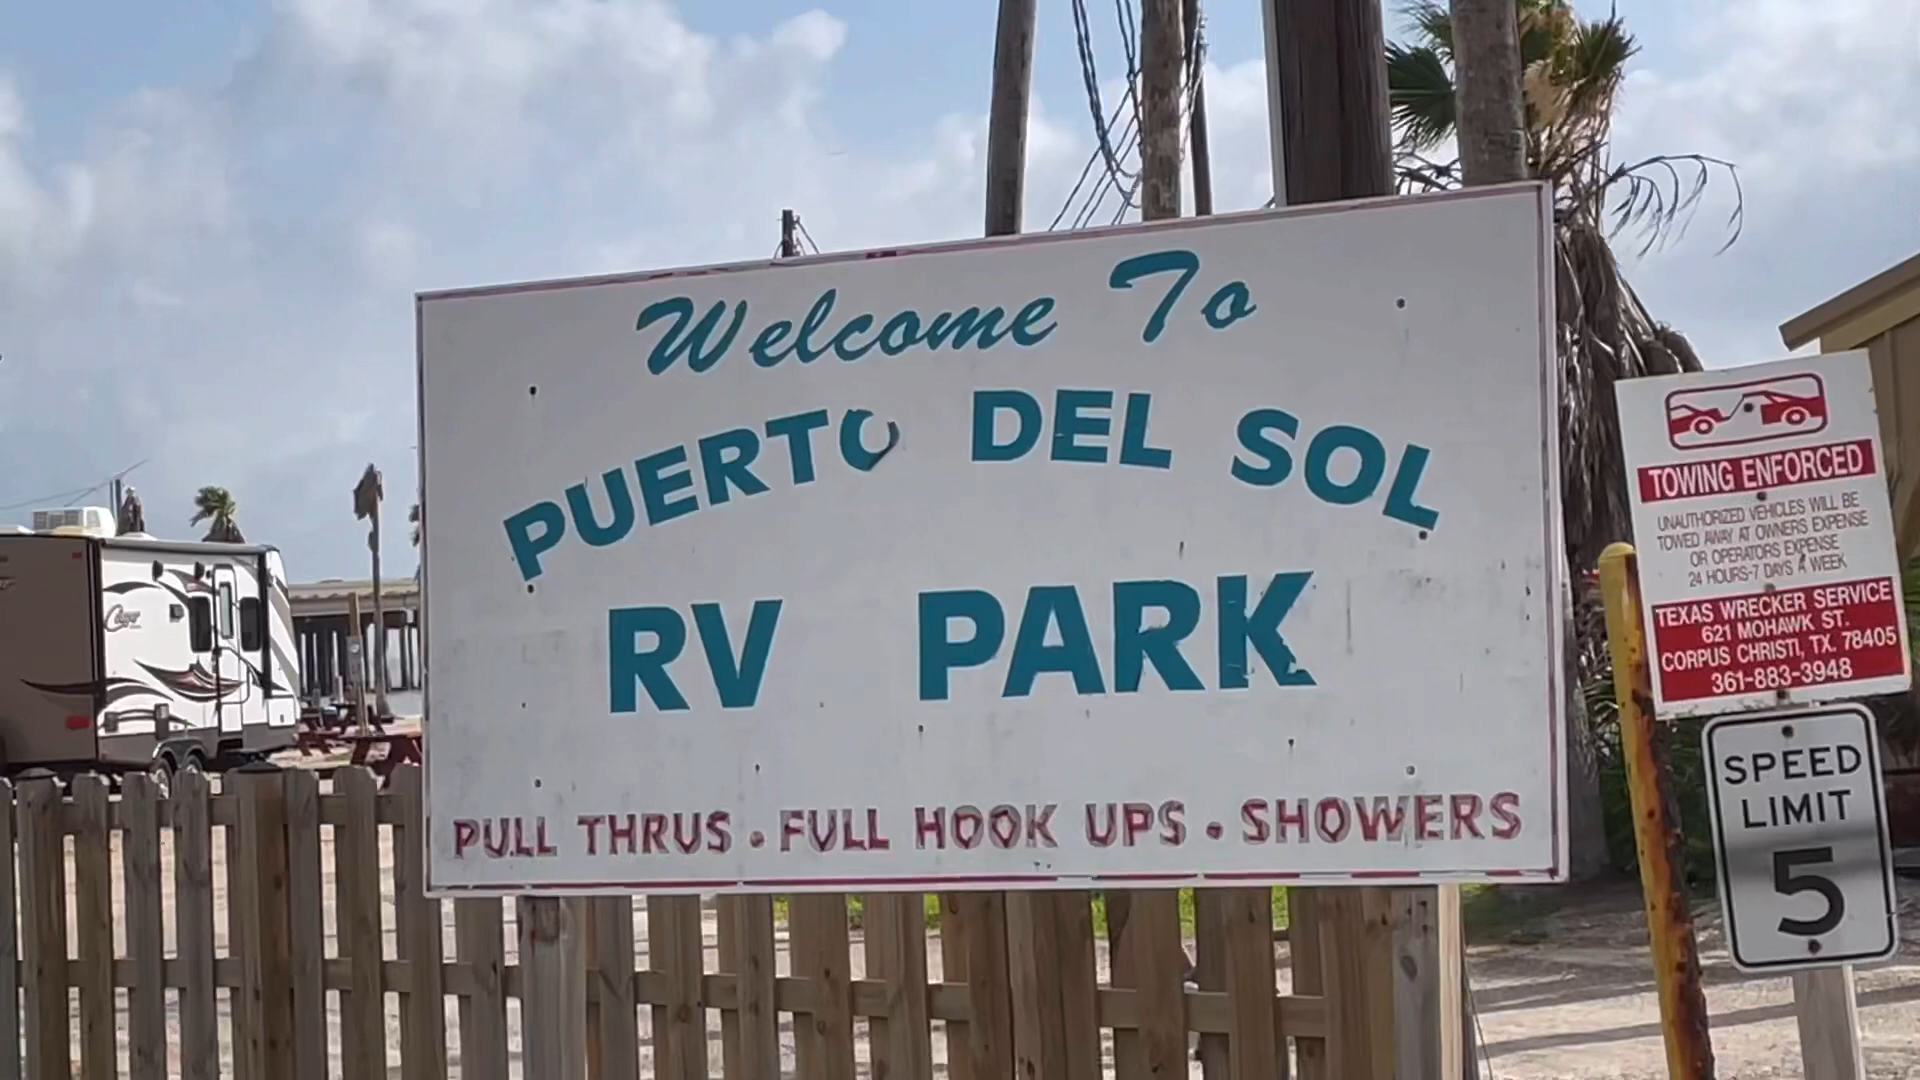 Welcome To
PUERTO DEL SOL
RV PARK
PULL THRUS • FULL HOOK UPS • SHOWERS
TOWING ENFORCED
UNAUTHORIZED VEHICLES WILL BE
TOWED AWAY AT OWNERS EXPENSE
OR OPERATORS EXPENSE
24 HOURS-7 DAYS A WEEK
TEXAS WRECKER SERVICE
621 MOHAWK ST.
CORPUS CHRISTI, TX. 78405
361-883-3948
SPEED
LIMIT
5